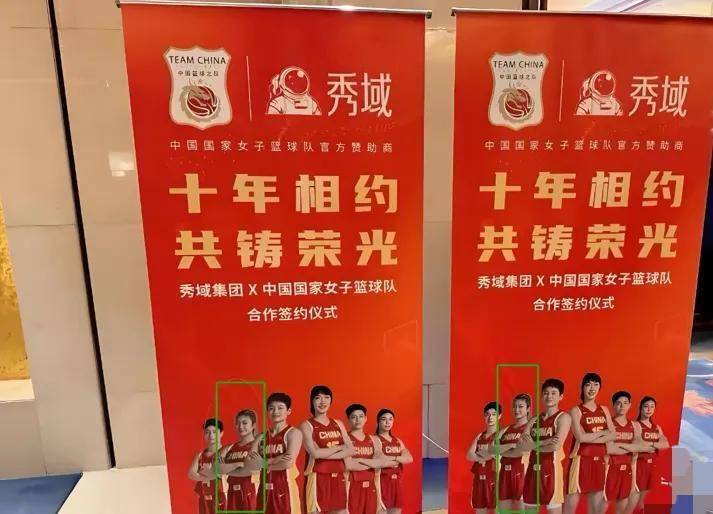 TEAM CHINA
中国篮球之队
秀域
中国国家女子篮球队官方赞助商
十年相约
共铸荣光
秀域集团 X 中国国家女子篮球队
合作签约仪式
CHINA
CHINA
TEAM CHINA
中国篮球之队
秀域
中国国家女子篮球队官方赞助商
十年相约
共铸荣光
秀域集团 X 中国国家女子篮球队
合作签约仪式
CHINA
CHINA